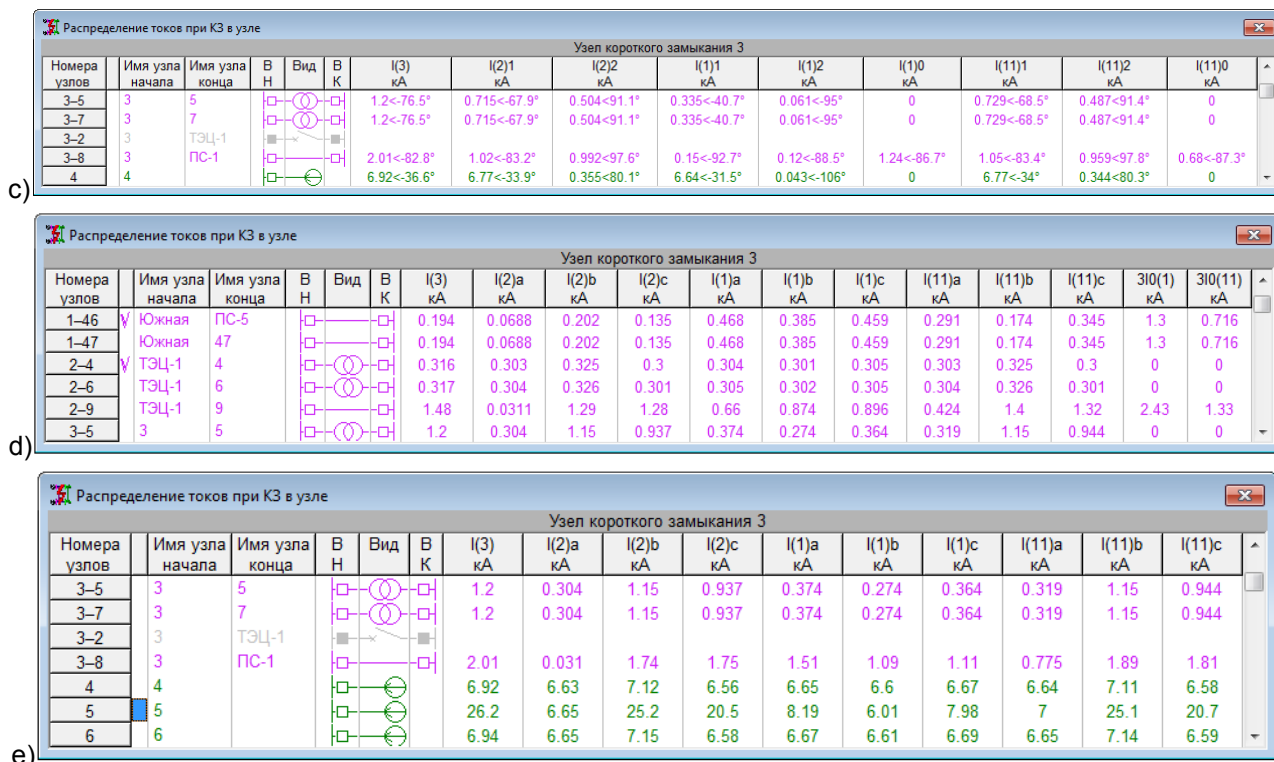 Распределение токов при КЗ в узле
Узел короткого замыкания 3
Номера узлов Имя узла начала Имя узла конца В Н Вид В К I(3) кА I(2)1 кА I(2)2 кА I(1)1 кА I(1)2 кА I(1)0 кА I(11)1 кА I(11)2 кА I(11)0 кА
3–5 3 5 1.2<-76.5° 0.715<-67.9° 0.504<91.1° 0.335<-40.7° 0.061<-95° 0 0.729<-68.5° 0.487<91.4° 0
3–7 3 7 1.2<-76.5° 0.715<-67.9° 0.504<91.1° 0.335<-40.7° 0.061<-95° 0 0.729<-68.5° 0.487<91.4° 0
3–2 3 ТЭЦ-1
3–8 3 ПС-1 2.01<-82.8° 1.02<-83.2° 0.992<97.6° 0.15<-92.7° 0.12<-88.5° 1.24<-86.7° 1.05<-83.4° 0.959<97.8° 0.68<-87.3°
4 4 6.92<-36.6° 6.77<-33.9° 0.355<80.1° 6.64<-31.5° 0.043<-106° 0 6.77<-34° 0.344<80.3° 0
c)
Распределение токов при КЗ в узле
Узел короткого замыкания 3
Номера узлов Имя узла начала Имя узла конца В Н Вид В К I(3) кА I(2)a кА I(2)b кА I(2)c кА I(1)a кА I(1)b кА I(1)c кА I(11)a кА I(11)b кА I(11)c кА 3I0(1) кА 3I0(11) кА
1–46 V Южная ПС-5 0.194 0.0688 0.202 0.135 0.468 0.385 0.459 0.291 0.174 0.345 1.3 0.716
1–47 Южная 47 0.194 0.0688 0.202 0.135 0.468 0.385 0.459 0.291 0.174 0.345 1.3 0.716
2–4 V ТЭЦ-1 4 0.316 0.303 0.325 0.3 0.304 0.301 0.305 0.303 0.325 0.3 0 0
2–6 ТЭЦ-1 6 0.317 0.304 0.326 0.301 0.305 0.302 0.305 0.304 0.326 0.301 0 0
2–9 ТЭЦ-1 9 1.48 0.0311 1.29 1.28 0.66 0.874 0.896 0.424 1.4 1.32 2.43 1.33
3–5 3 5 1.2 0.304 1.15 0.937 0.374 0.274 0.364 0.319 1.15 0.944 0 0
d)
Распределение токов при КЗ в узле
Узел короткого замыкания 3
Номера узлов Имя узла начала Имя узла конца В Н Вид В К I(3) кА I(2)a кА I(2)b кА I(2)c кА I(1)a кА I(1)b кА I(1)c кА I(11)a кА I(11)b кА I(11)c кА
3–5 3 5 1.2 0.304 1.15 0.937 0.374 0.274 0.364 0.319 1.15 0.944
3–7 3 7 1.2 0.304 1.15 0.937 0.374 0.274 0.364 0.319 1.15 0.944
3–2 3 ТЭЦ-1
3–8 3 ПС-1 2.01 0.031 1.74 1.75 1.51 1.09 1.11 0.775 1.89 1.81
4 4 6.92 6.63 7.12 6.56 6.65 6.6 6.67 6.64 7.11 6.58
5 5 26.2 6.65 25.2 20.5 8.19 6.01 7.98 7 25.1 20.7
6 6 6.94 6.65 7.15 6.58 6.67 6.61 6.69 6.65 7.14 6.59
e)